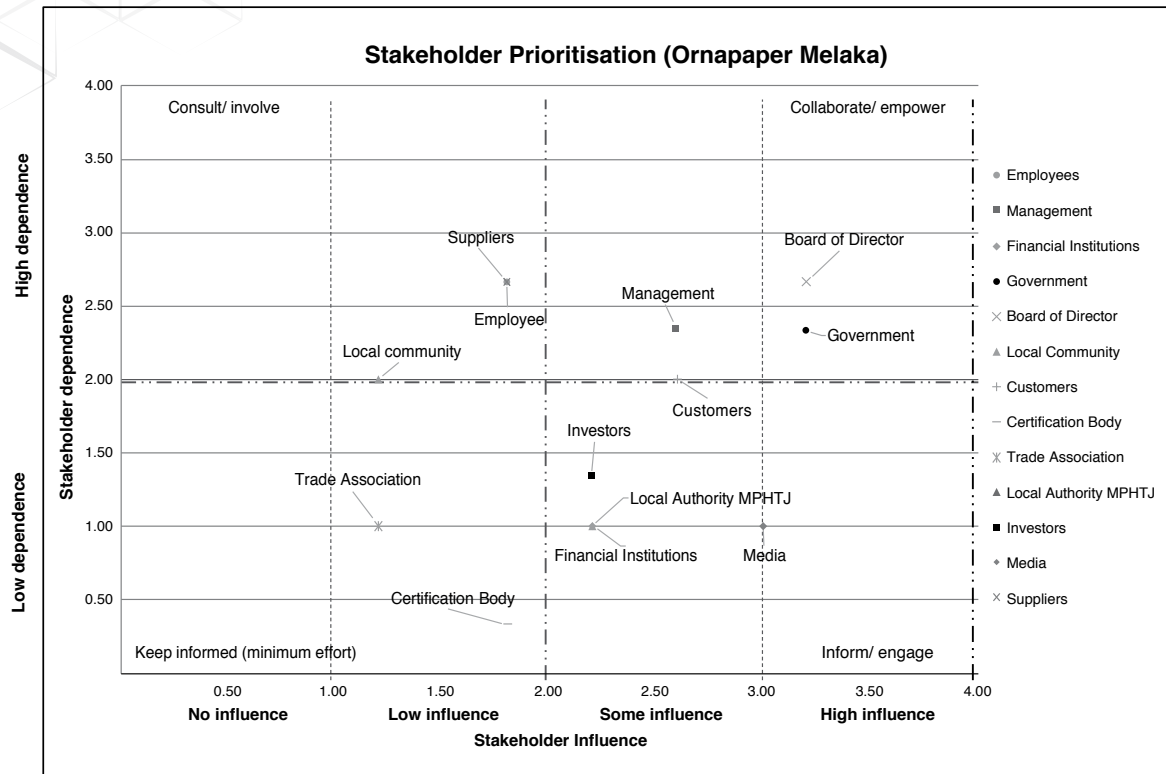 Stakeholder Prioritisation (Ornapaper Melaka)
High dependence
Low dependence
Stakeholder dependence
4.00
3.50
3.00
2.50
2.00
1.50
1.00
0.50
Consult/ involve
Collaborate/ empower
Suppliers
Board of Director
Management
Employee
Government
Local community
Customers
Investors
Trade Association
Local Authority MPHTJ
Financial Institutions
Media
Certification Body
Keep informed (minimum effort)
Inform/ engage
0.50
1.00
1.50
2.00
2.50
3.00
3.50
4.00
No influence
Low influence
Some influence
High influence
Stakeholder Influence
Employees
Management
Financial Institutions
Government
Board of Director
Local Community
Customers
Certification Body
Trade Association
Local Authority MPHTJ
Investors
Media
Suppliers